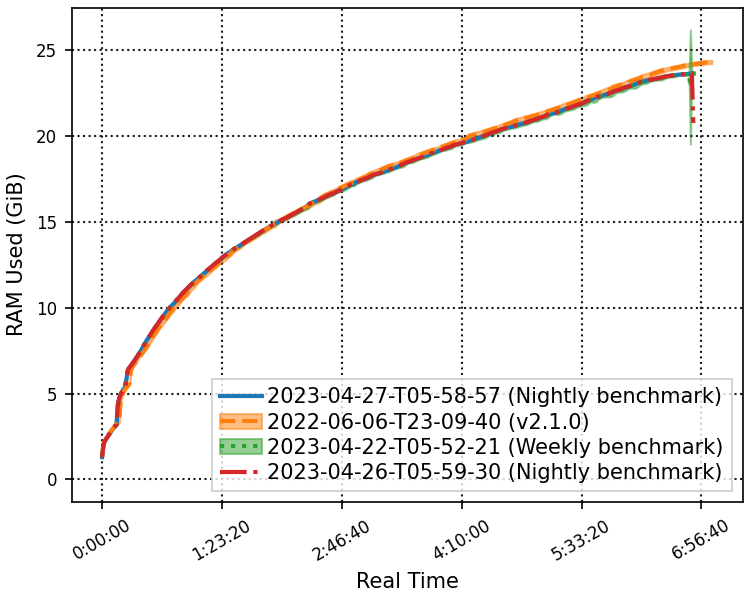 RAM Used (GiB)
25
20
15
10
5
0
2023-04-27-T05-58-57 (Nightly benchmark)
2022-06-06-T23-09-40 (v2.1.0)
2023-04-22-T05-52-21 (Weekly benchmark)
2023-04-26-T05-59-30 (Nightly benchmark)
0:00:00
1:23:20
2:46:40
4:10:00
5:33:20
6:56:40
Real Time